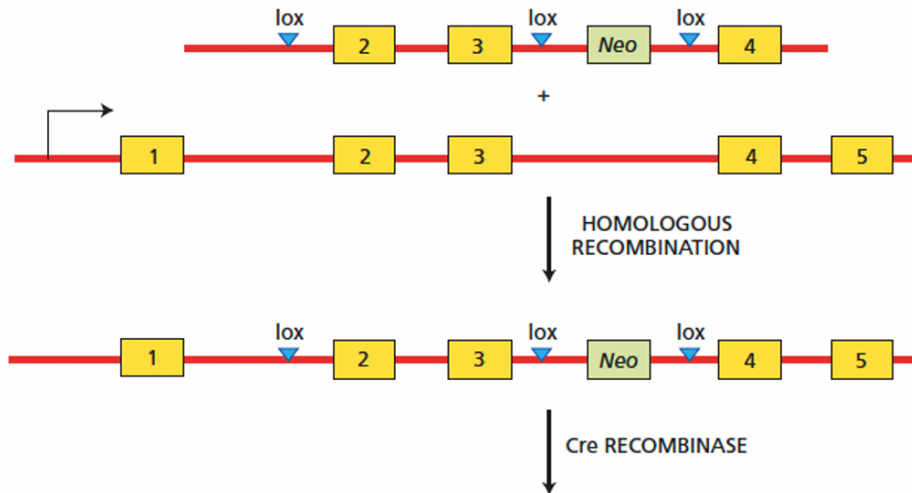 lox lox lox
2 3 Neo 4
+
1 2 3 4 5
HOMOLOGOUS
RECOMBINATION
lox lox lox
1 2 3 Neo 4 5
Cre RECOMBINASE